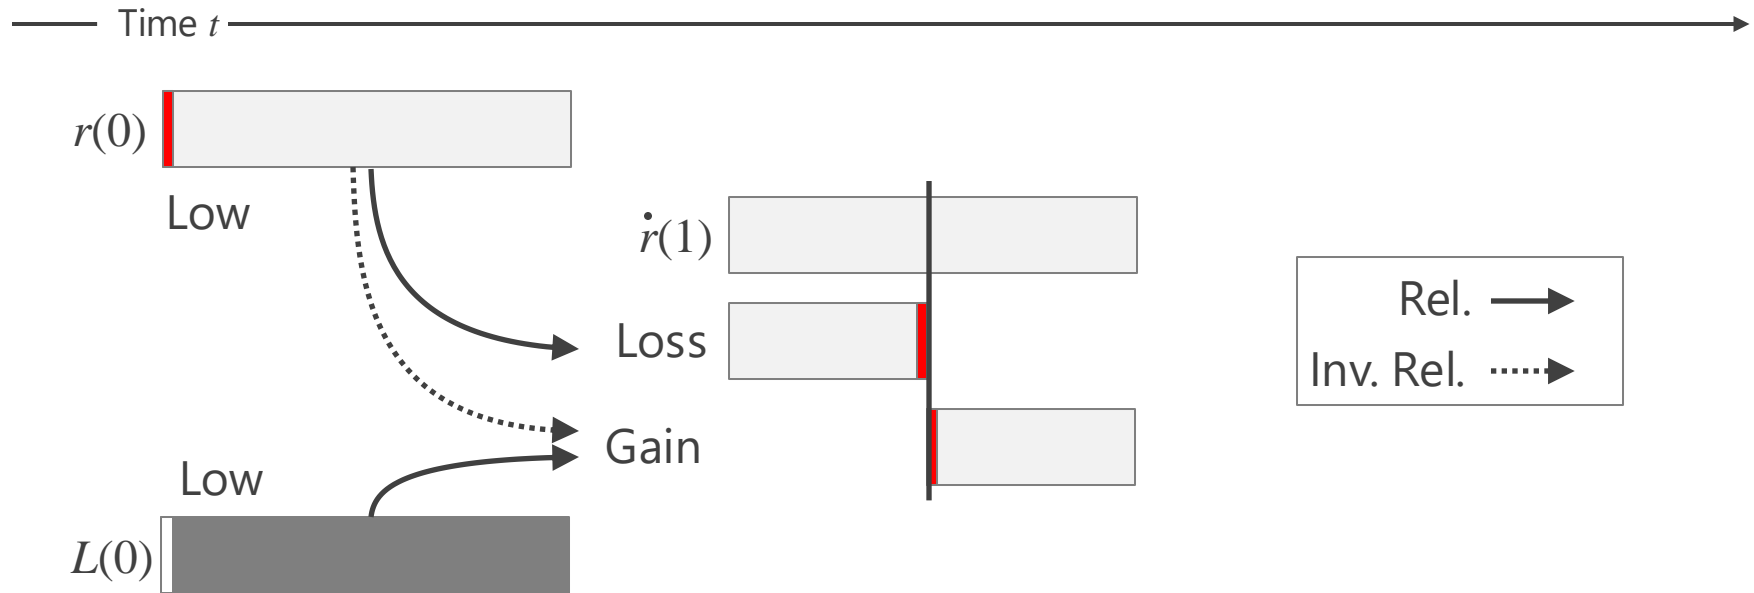 Time t
r(0)
Low
ṙ(1)
Loss
Gain
Low
L(0)
Rel.
Inv. Rel.